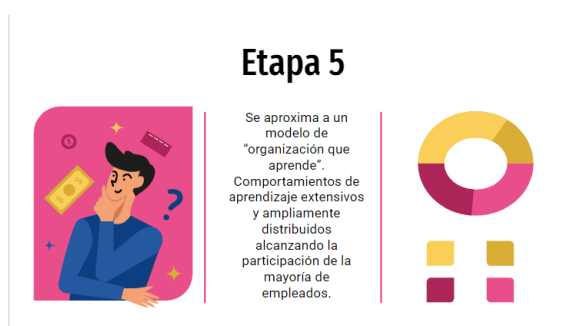 Etapa 5
Se aproxima a un
modelo de
“organización que
aprende”.
Comportamientos de
aprendizaje extensivos
y ampliamente
distribuidos
alcanzando la
participación de la
mayoría de
empleados.